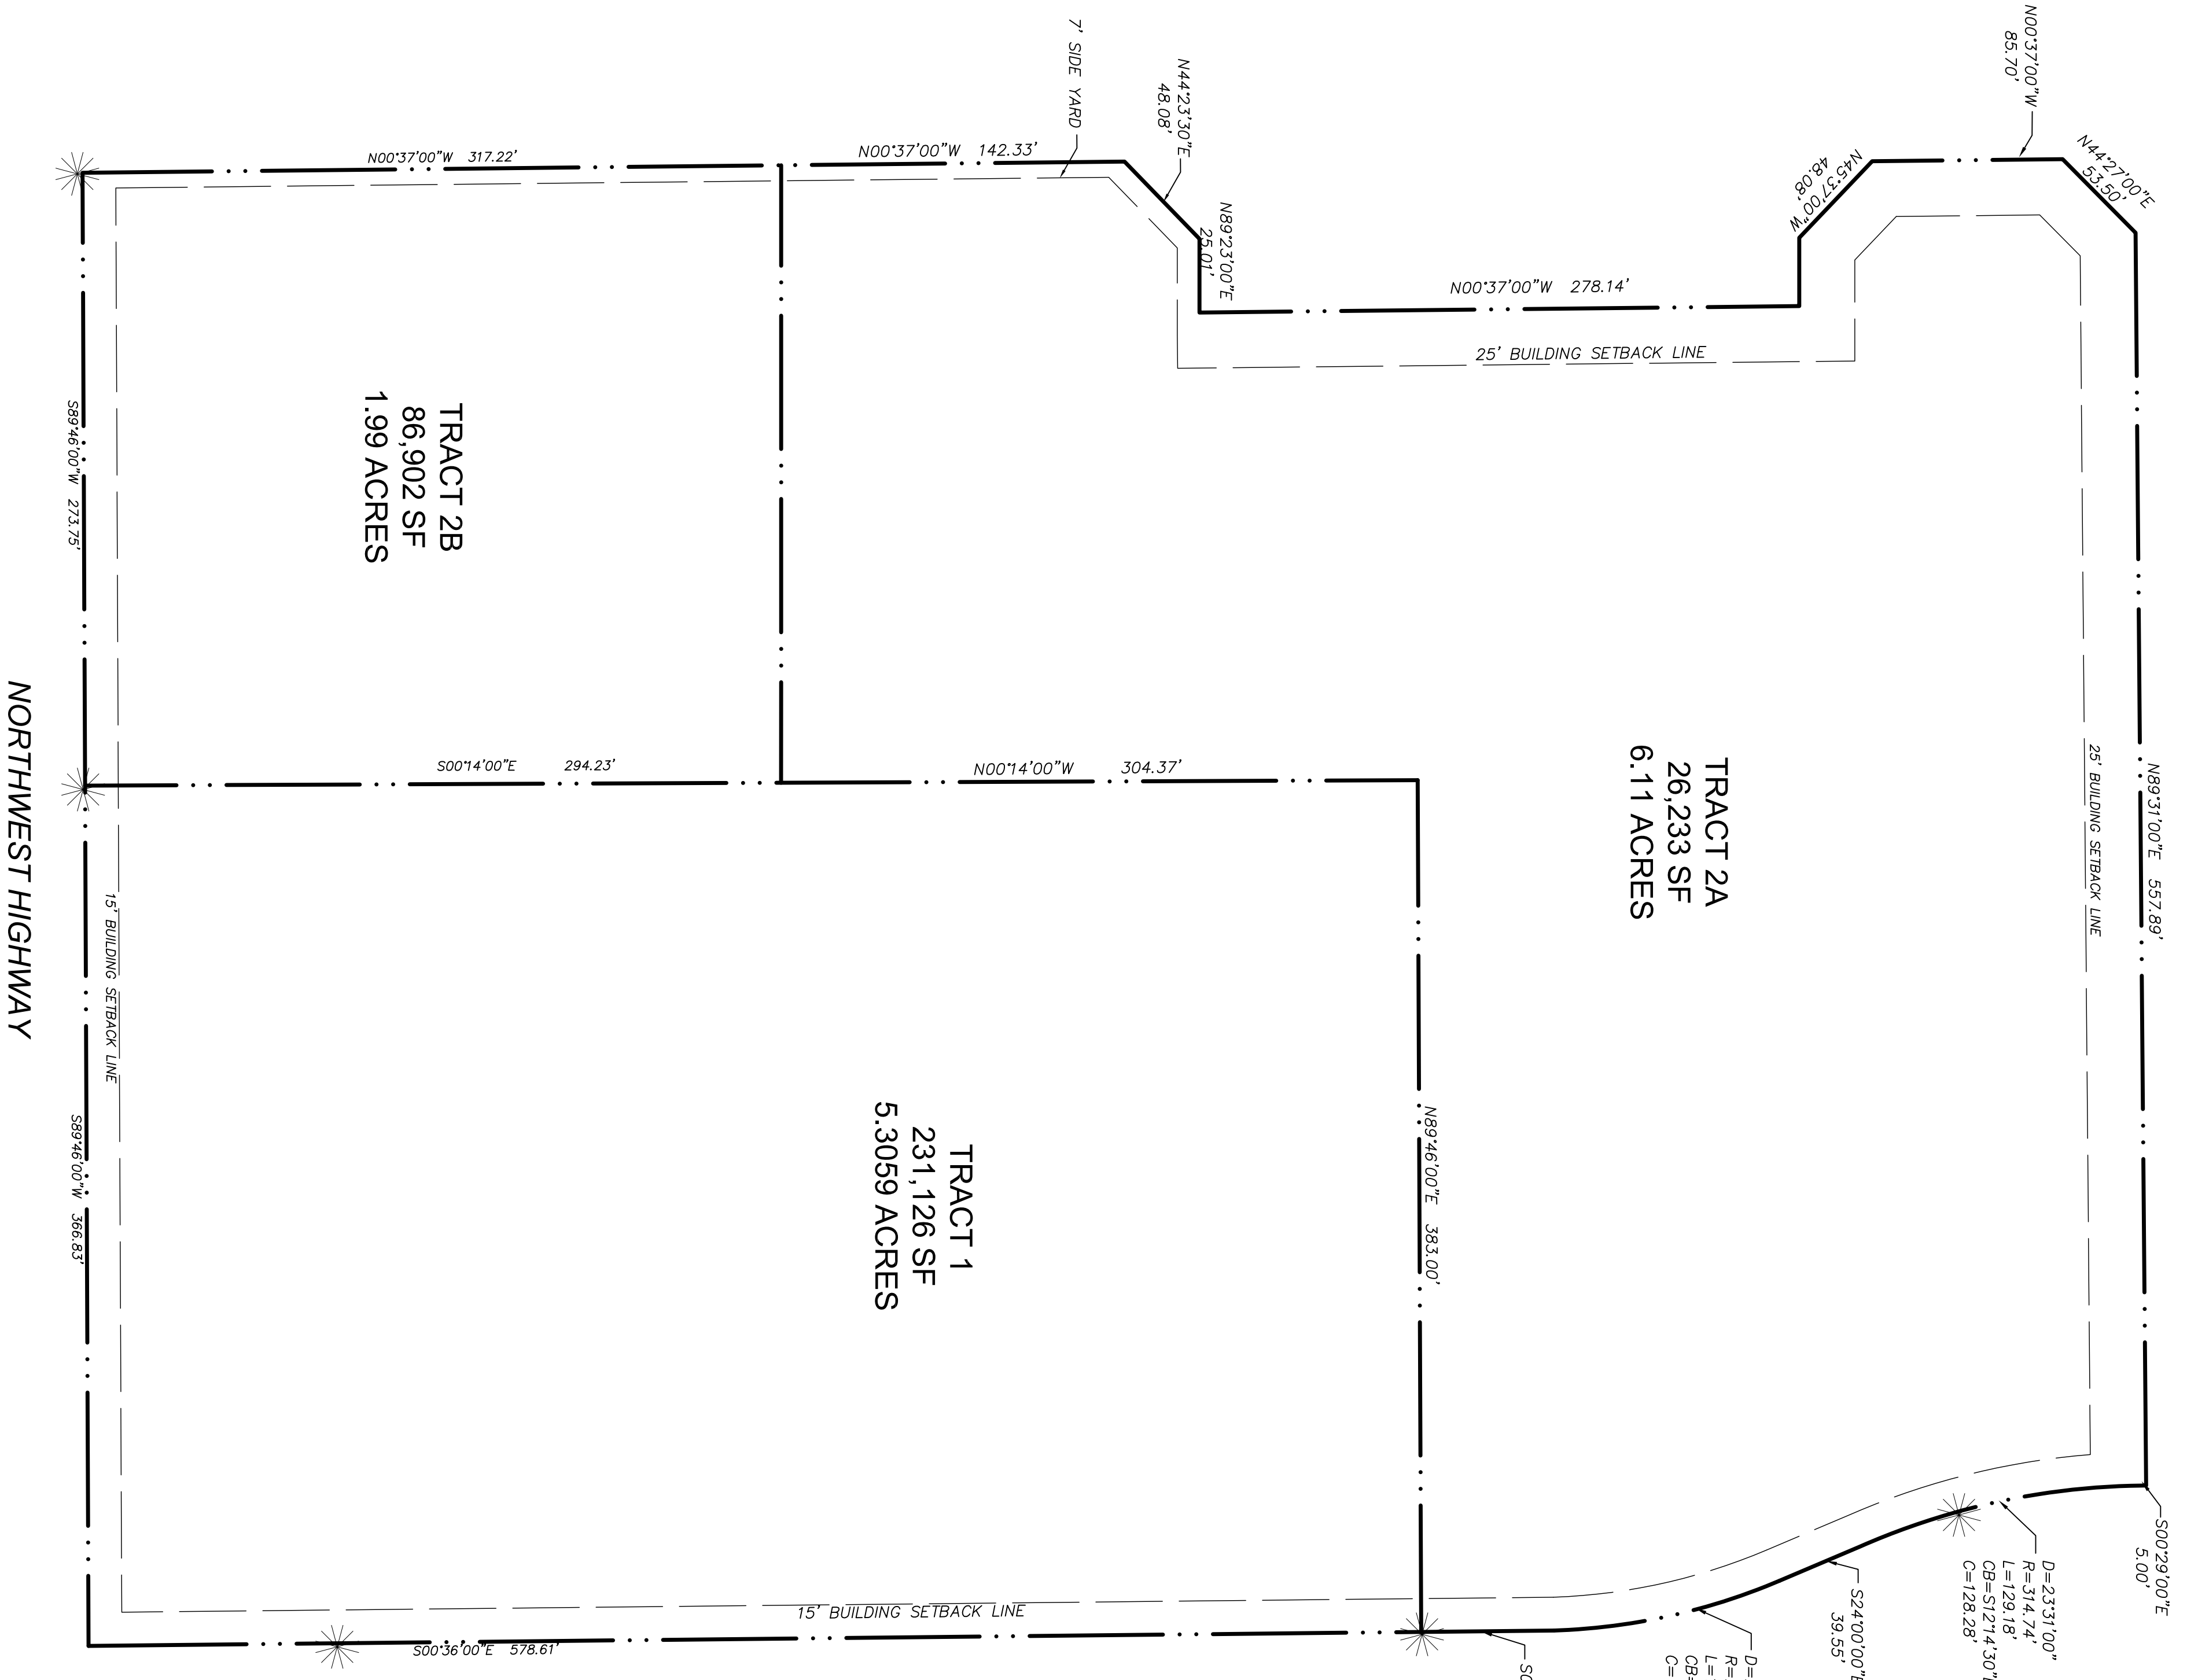 N00°37'00"W
85.70'
N44°27'00"E
53.50'
N45°37'00"W
48.08'
7' SIDE YARD
N44°23'30"E
48.08'
N89°23'00"E
25.01'
N00°37'00"W 317.22'
N00°37'00"W 142.33'
N00°37'00"W 278.14'
25' BUILDING SETBACK LINE
N89°31'00"E 557.89'
25' BUILDING SETBACK LINE
TRACT 2B
86,902 SF
1.99 ACRES
S89°46'00"W 273.75'
S00°14'00"E 294.23'
N00°14'00"W 304.37'
TRACT 2A
26,233 SF
6.11 ACRES
NORTHWEST HIGHWAY
15' BUILDING SETBACK LINE
S89°46'00"W 366.83'
TRACT 1
231,126 SF
5.3059 ACRES
N89°46'00"E 383.00'
15' BUILDING SETBACK LINE
S00°36'00"E 578.61'
S00°29'00"E
5.00'
D=23°31'00"
R=314.74'
L=129.18'
CB=S12°14'30"E
C=128.28'
S24°00'00"E
39.55'
D=
R=
L=
CB=
C=